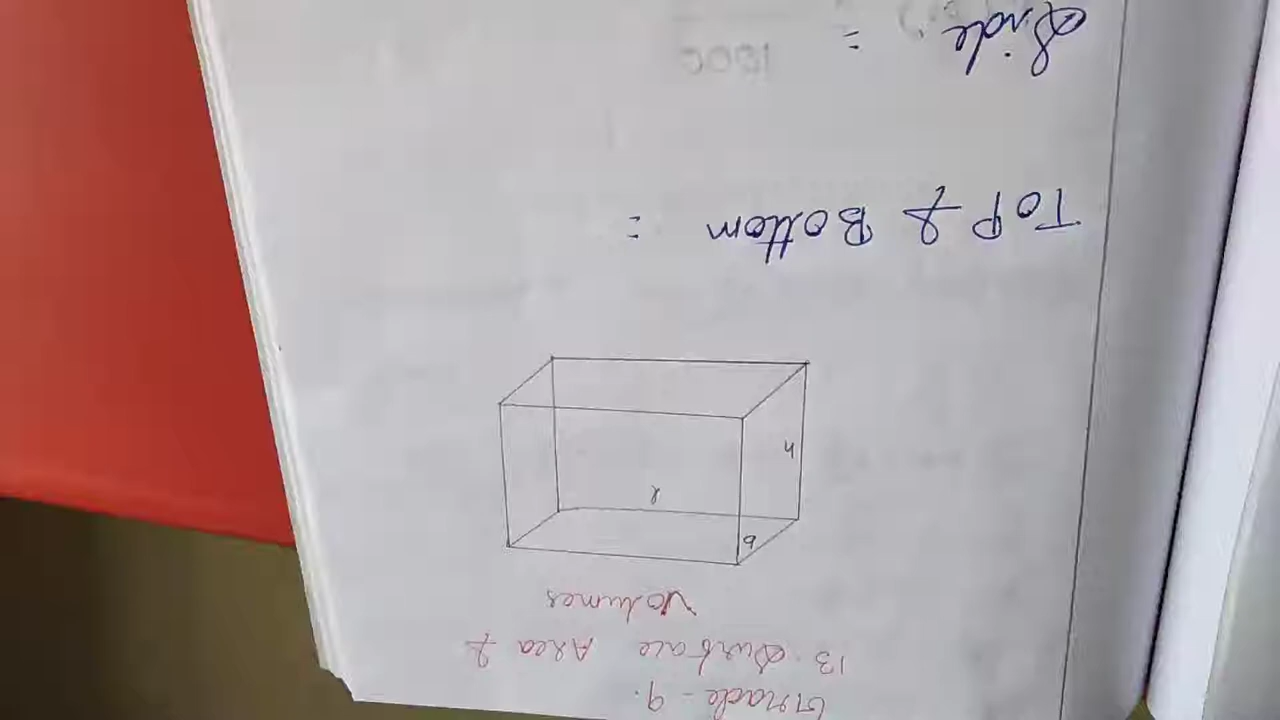 Grade - 9.
13. Surface Area &
Volumes
b
l
h
Top & Bottom =
Side =